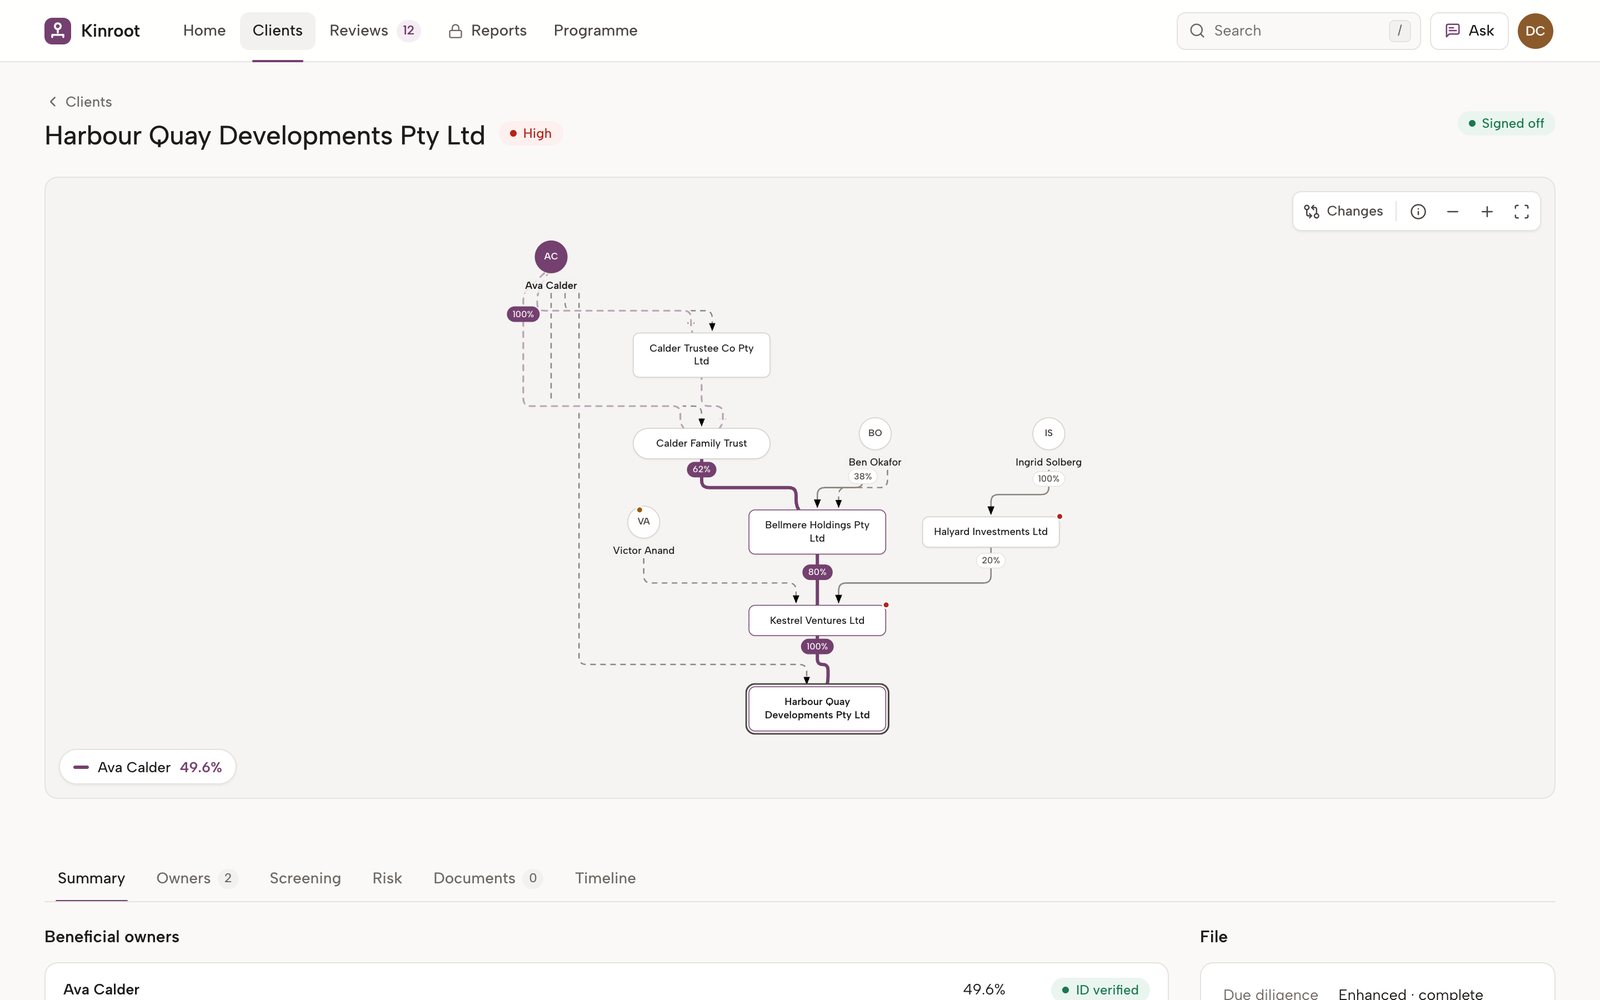 Kinroot
Home
Clients
Reviews 12
Reports
Programme
Search /
Ask
DC
Clients
Harbour Quay Developments Pty Ltd
High
Signed off
Changes
AC
Ava Calder
100%
Calder Trustee Co Pty
Ltd
Calder Family Trust
62%
BO
Ben Okafor
38%
IS
Ingrid Solberg
100%
VA
Victor Anand
Bellmere Holdings Pty
Ltd
Halyard Investments Ltd
80%
20%
Kestrel Ventures Ltd
100%
Harbour Quay
Developments Pty Ltd
Ava Calder 49.6%
Summary
Owners 2
Screening
Risk
Documents 0
Timeline
Beneficial owners
File
Ava Calder 49.6% ID verified
Due diligence Enhanced · complete